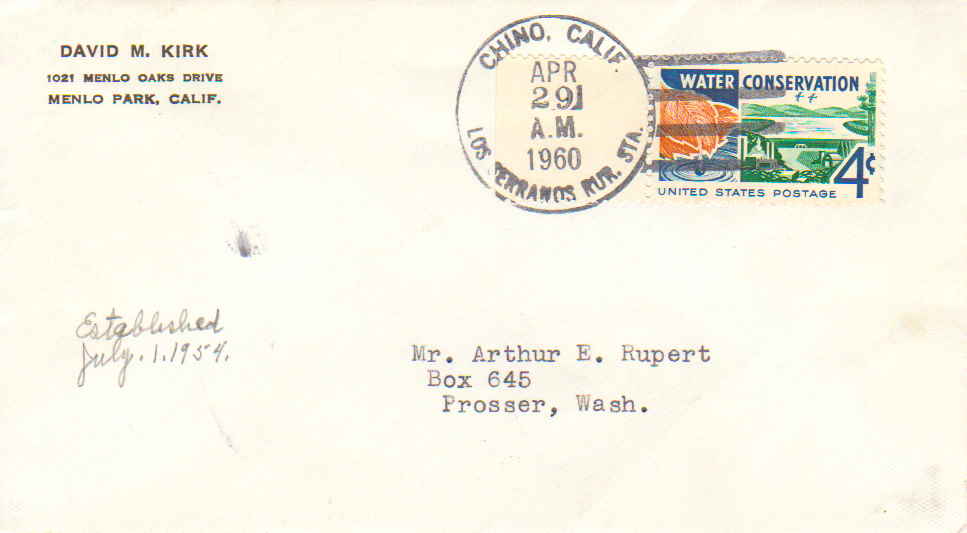 DAVID M. KIRK
1021 MENLO OAKS DRIVE
MENLO PARK, CALIF.
CHINO, CALIF.
APR
29
A.M.
1960
LOS SERRANOS RUR. STA.
WATER CONSERVATION
4¢
UNITED STATES POSTAGE
Established
July. 1. 1954.
Mr. Arthur E. Rupert
Box 645
Prosser, Wash.